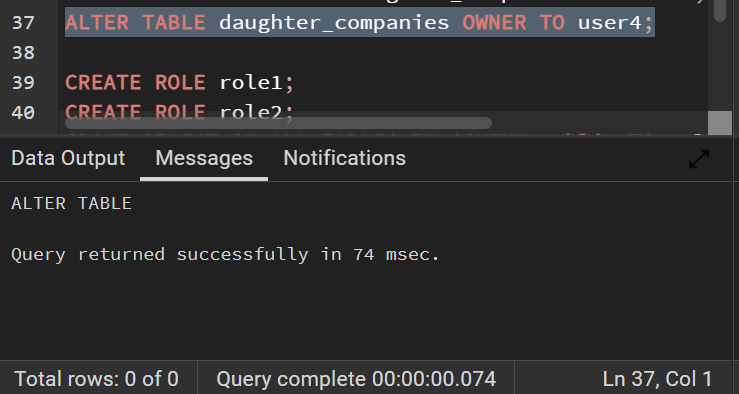 37 ALTER TABLE daughter_companies OWNER TO user4;
38
39 CREATE ROLE role1;
40 CREATE ROLE role2;
Data Output Messages Notifications
ALTER TABLE
Query returned successfully in 74 msec.
Total rows: 0 of 0 Query complete 00:00:00.074 Ln 37, Col 1